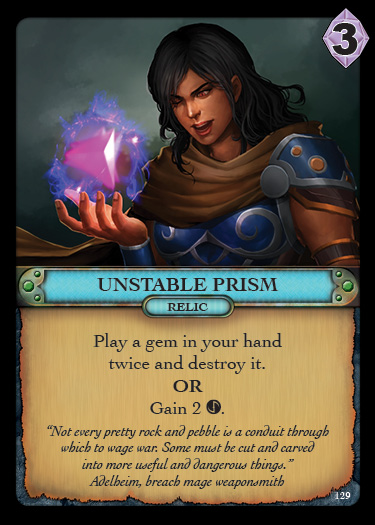 3
UNSTABLE PRISM
RELIC
Play a gem in your hand
twice and destroy it.
OR
Gain 2 .
“Not every pretty rock and pebble is a conduit through
which to wage war. Some must be cut and carved
into more useful and dangerous things.”
Adelheim, breach mage weaponsmith
129